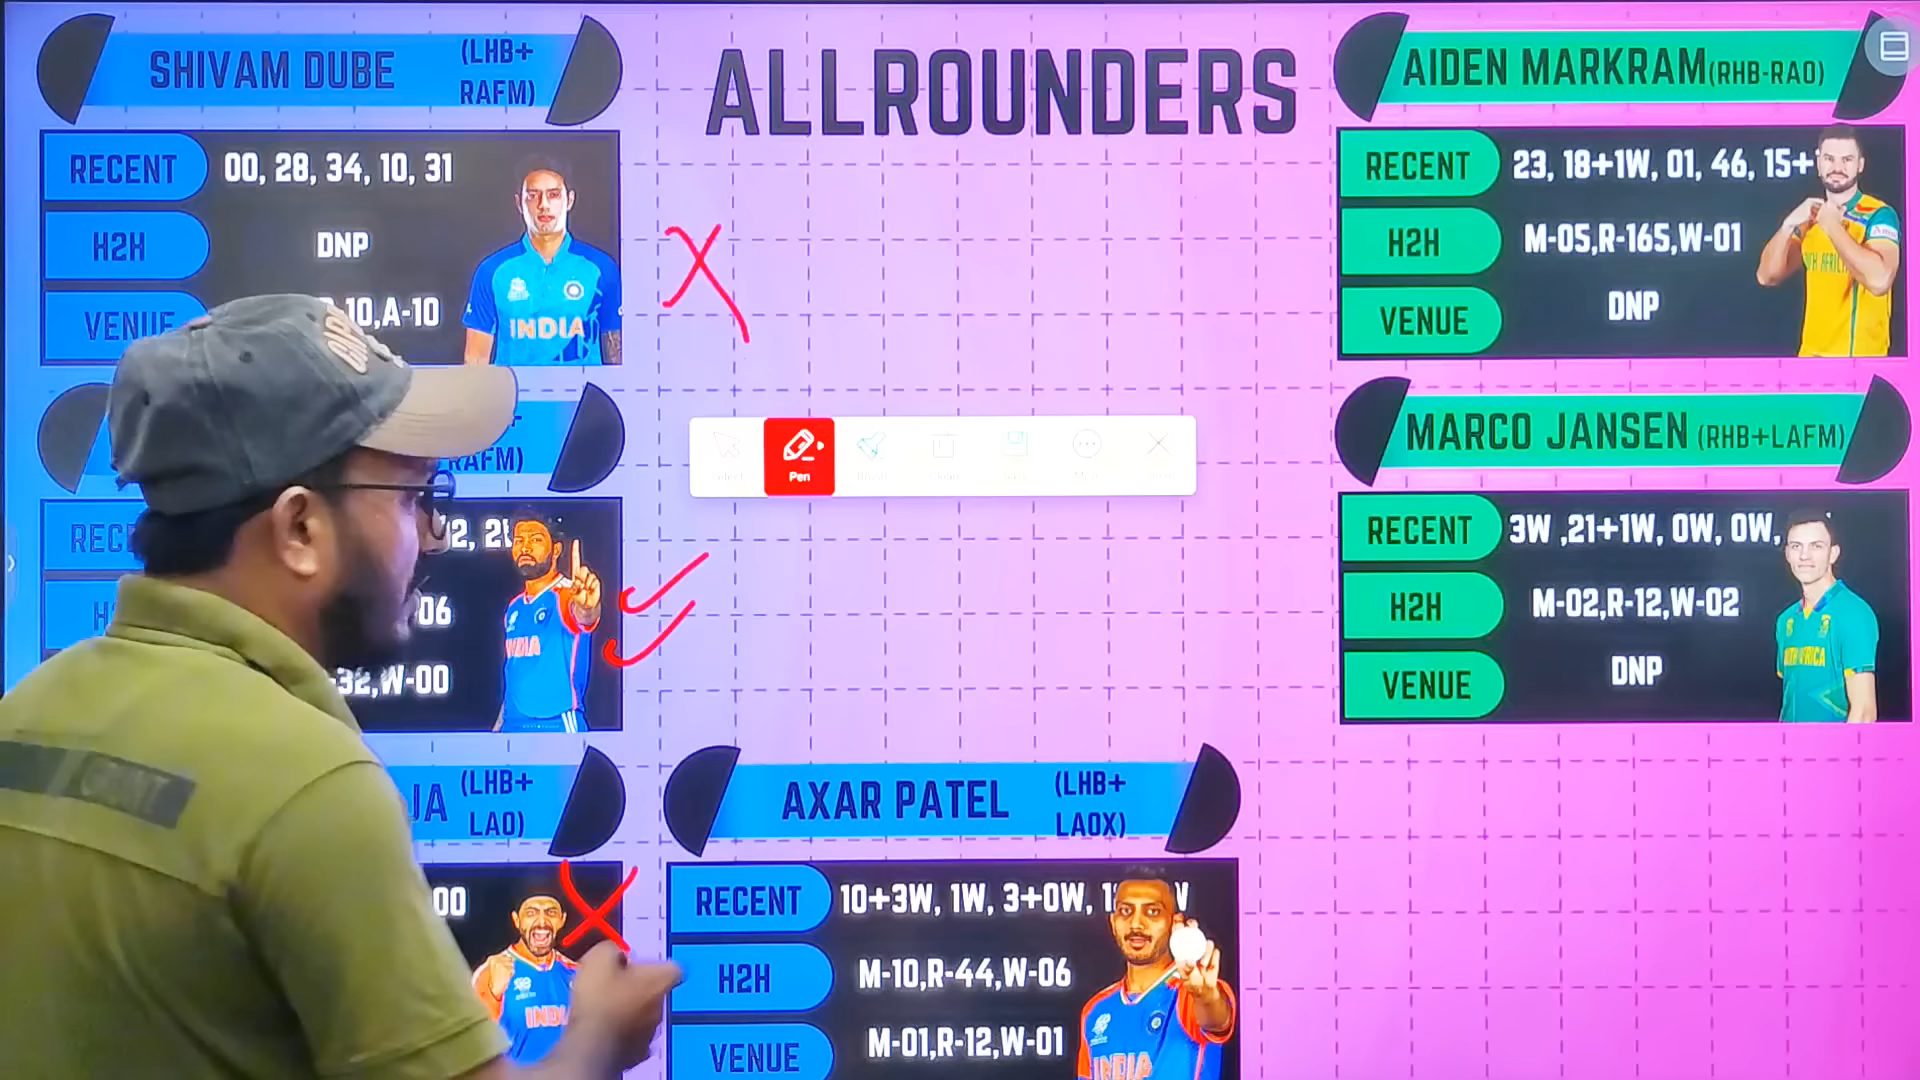 ALLROUNDERS
SHIVAM DUBE
(LHB+
RAFM)
RECENT
00, 28, 34, 10, 31
H2H
DNP
VENUE
10,A-10
INDIA
AIDEN MARKRAM(RHB-RAO)
RECENT
23, 18+1W, 01, 46, 15+
H2H
M-05,R-165,W-01
VENUE
DNP
RAFM)
06
W-00
INDIA
Pen
MARCO JANSEN (RHB+LAFM)
RECENT
3W ,21+1W, 0W, 0W,
H2H
M-02,R-12,W-02
VENUE
DNP
JA
(LHB+
LAO)
00
AXAR PATEL
(LHB+
LAOX)
RECENT
10+3W, 1W, 3+0W,
H2H
M-10,R-44,W-06
VENUE
M-01,R-12,W-01
INDIA